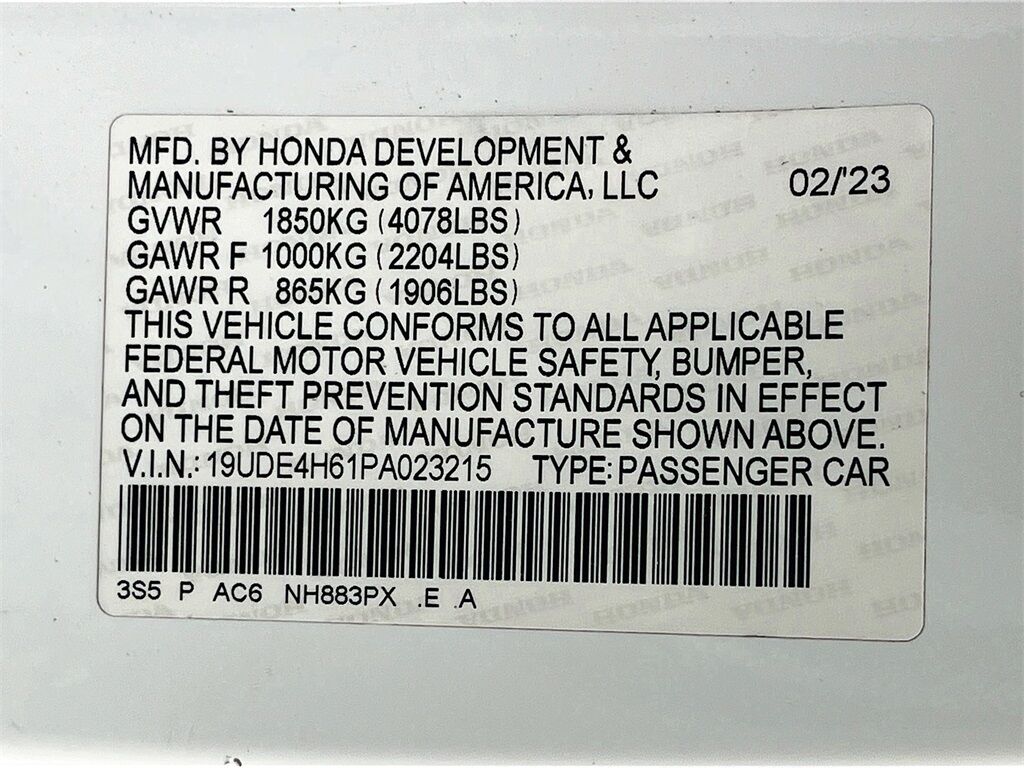 MFD. BY HONDA DEVELOPMENT &
MANUFACTURING OF AMERICA, LLC 02/'23
GVWR 1850KG (4078LBS)
GAWR F 1000KG (2204LBS)
GAWR R 865KG (1906LBS)
THIS VEHICLE CONFORMS TO ALL APPLICABLE
FEDERAL MOTOR VEHICLE SAFETY, BUMPER,
AND THEFT PREVENTION STANDARDS IN EFFECT
ON THE DATE OF MANUFACTURE SHOWN ABOVE.
V.I.N.: 19UDE4H61PA023215 TYPE: PASSENGER CAR
3S5 P AC6 NH883PX .E .A